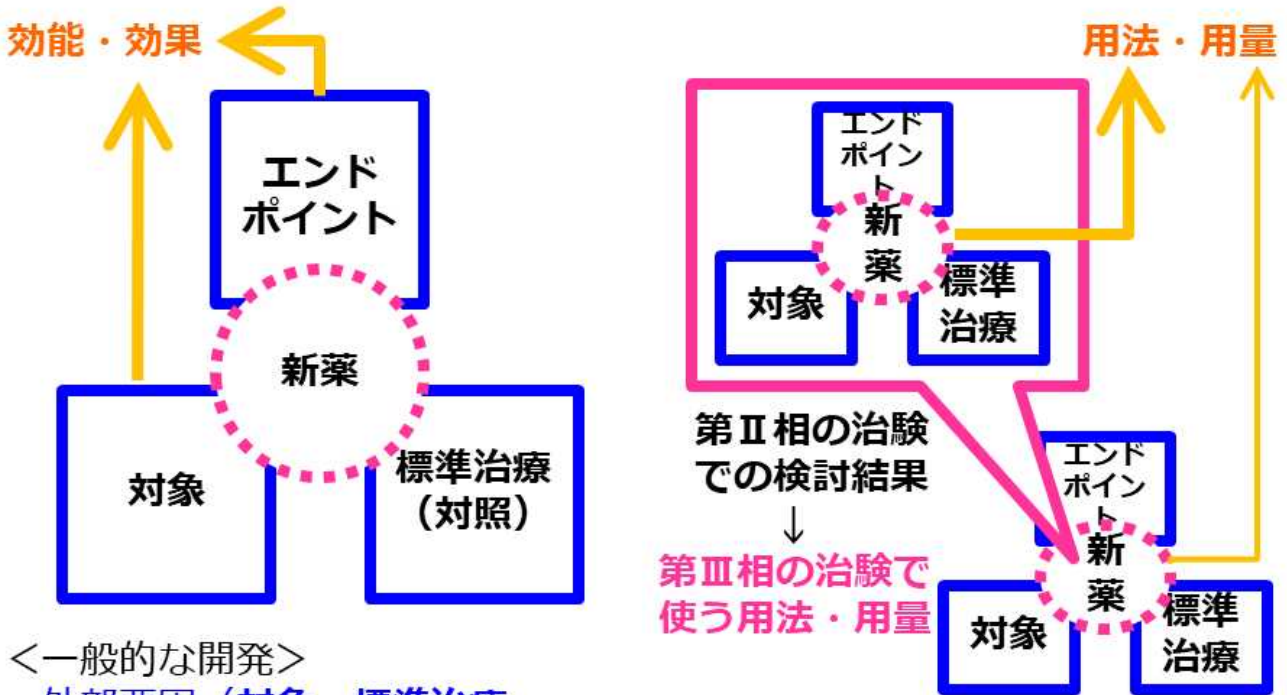 効能・効果
エンド
ポイント
新薬
対象
標準治療
（対照）
＜一般的な開発＞
用法・用量
エンド
ポイン
ト
新
薬
対象
標準
治療
第Ⅱ相の治験
での検討結果
↓
第Ⅲ相の治験で
使う用法・用量
エンド
ポイン
ト
新
薬
対象
標準
治療